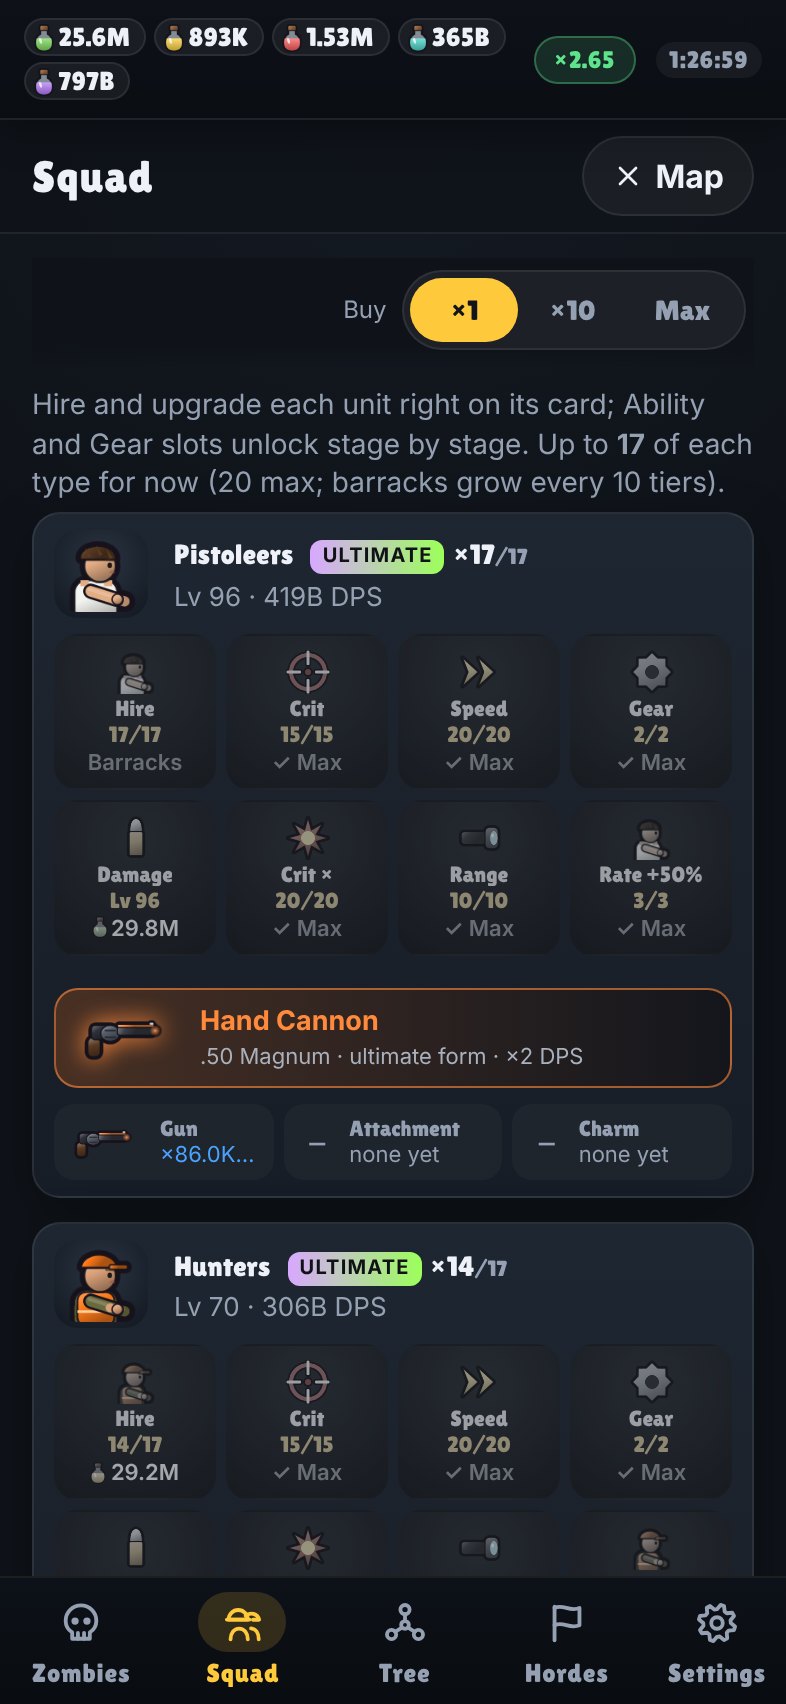 25.6M 893K 1.53M 365B
797B
×2.65 1:26:59
Squad
Map
Buy ×1 ×10 Max
Hire and upgrade each unit right on its card; Ability
and Gear slots unlock stage by stage. Up to 17 of each
type for now (20 max; barracks grow every 10 tiers).
Pistoleers ULTIMATE ×17/17
Lv 96 · 419B DPS
Hire Crit Speed Gear
17/17 15/15 20/20 2/2
Barracks ✓ Max ✓ Max ✓ Max
Damage Crit × Range Rate +50%
Lv 96 20/20 10/10 3/3
29.8M ✓ Max ✓ Max ✓ Max
Hand Cannon
.50 Magnum · ultimate form · ×2 DPS
Gun Attachment Charm
×86.0K... – none yet – none yet
Hunters ULTIMATE ×14/17
Lv 70 · 306B DPS
Hire Crit Speed Gear
14/17 15/15 20/20 2/2
29.2M ✓ Max ✓ Max ✓ Max
Zombies Squad Tree Hordes Settings